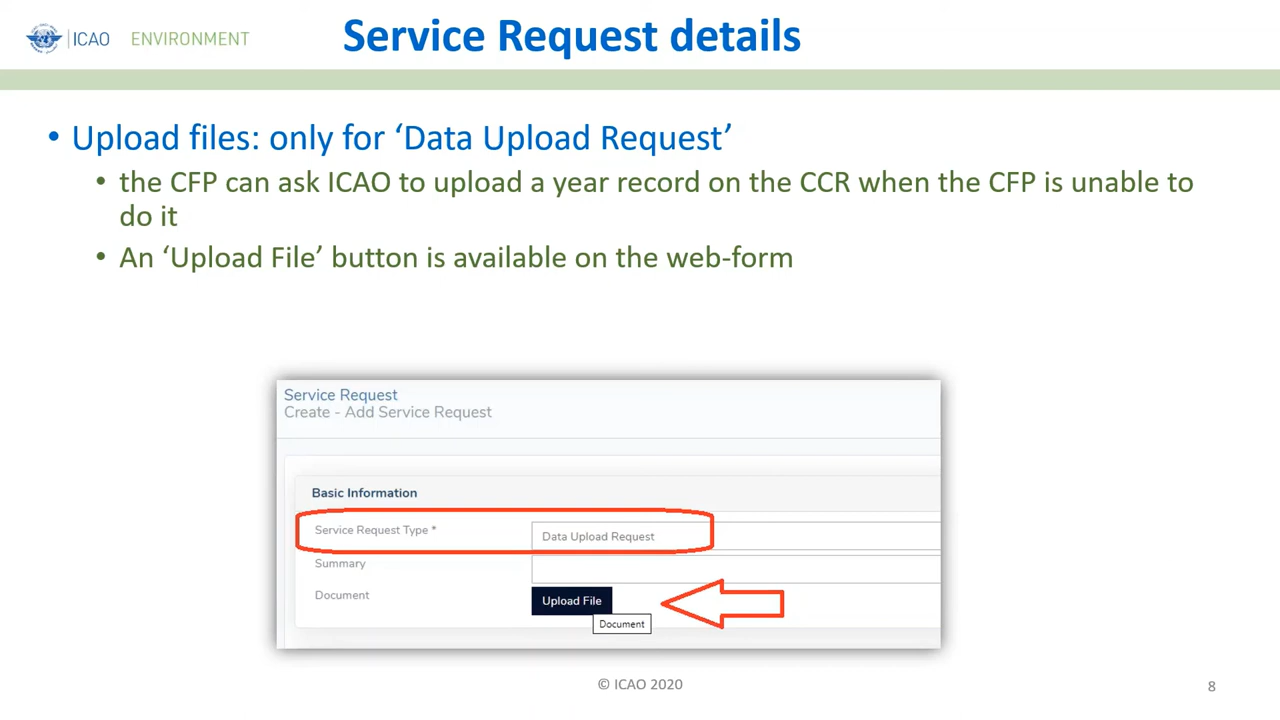 ICAO ENVIRONMENT
Service Request details
• Upload files: only for ‘Data Upload Request’
• the CFP can ask ICAO to upload a year record on the CCR when the CFP is unable to
do it
• An ‘Upload File’ button is available on the web-form
Service Request
Create - Add Service Request
Basic Information
Service Request Type *
Data Upload Request
Summary
Document
Upload File
Document
© ICAO 2020
8